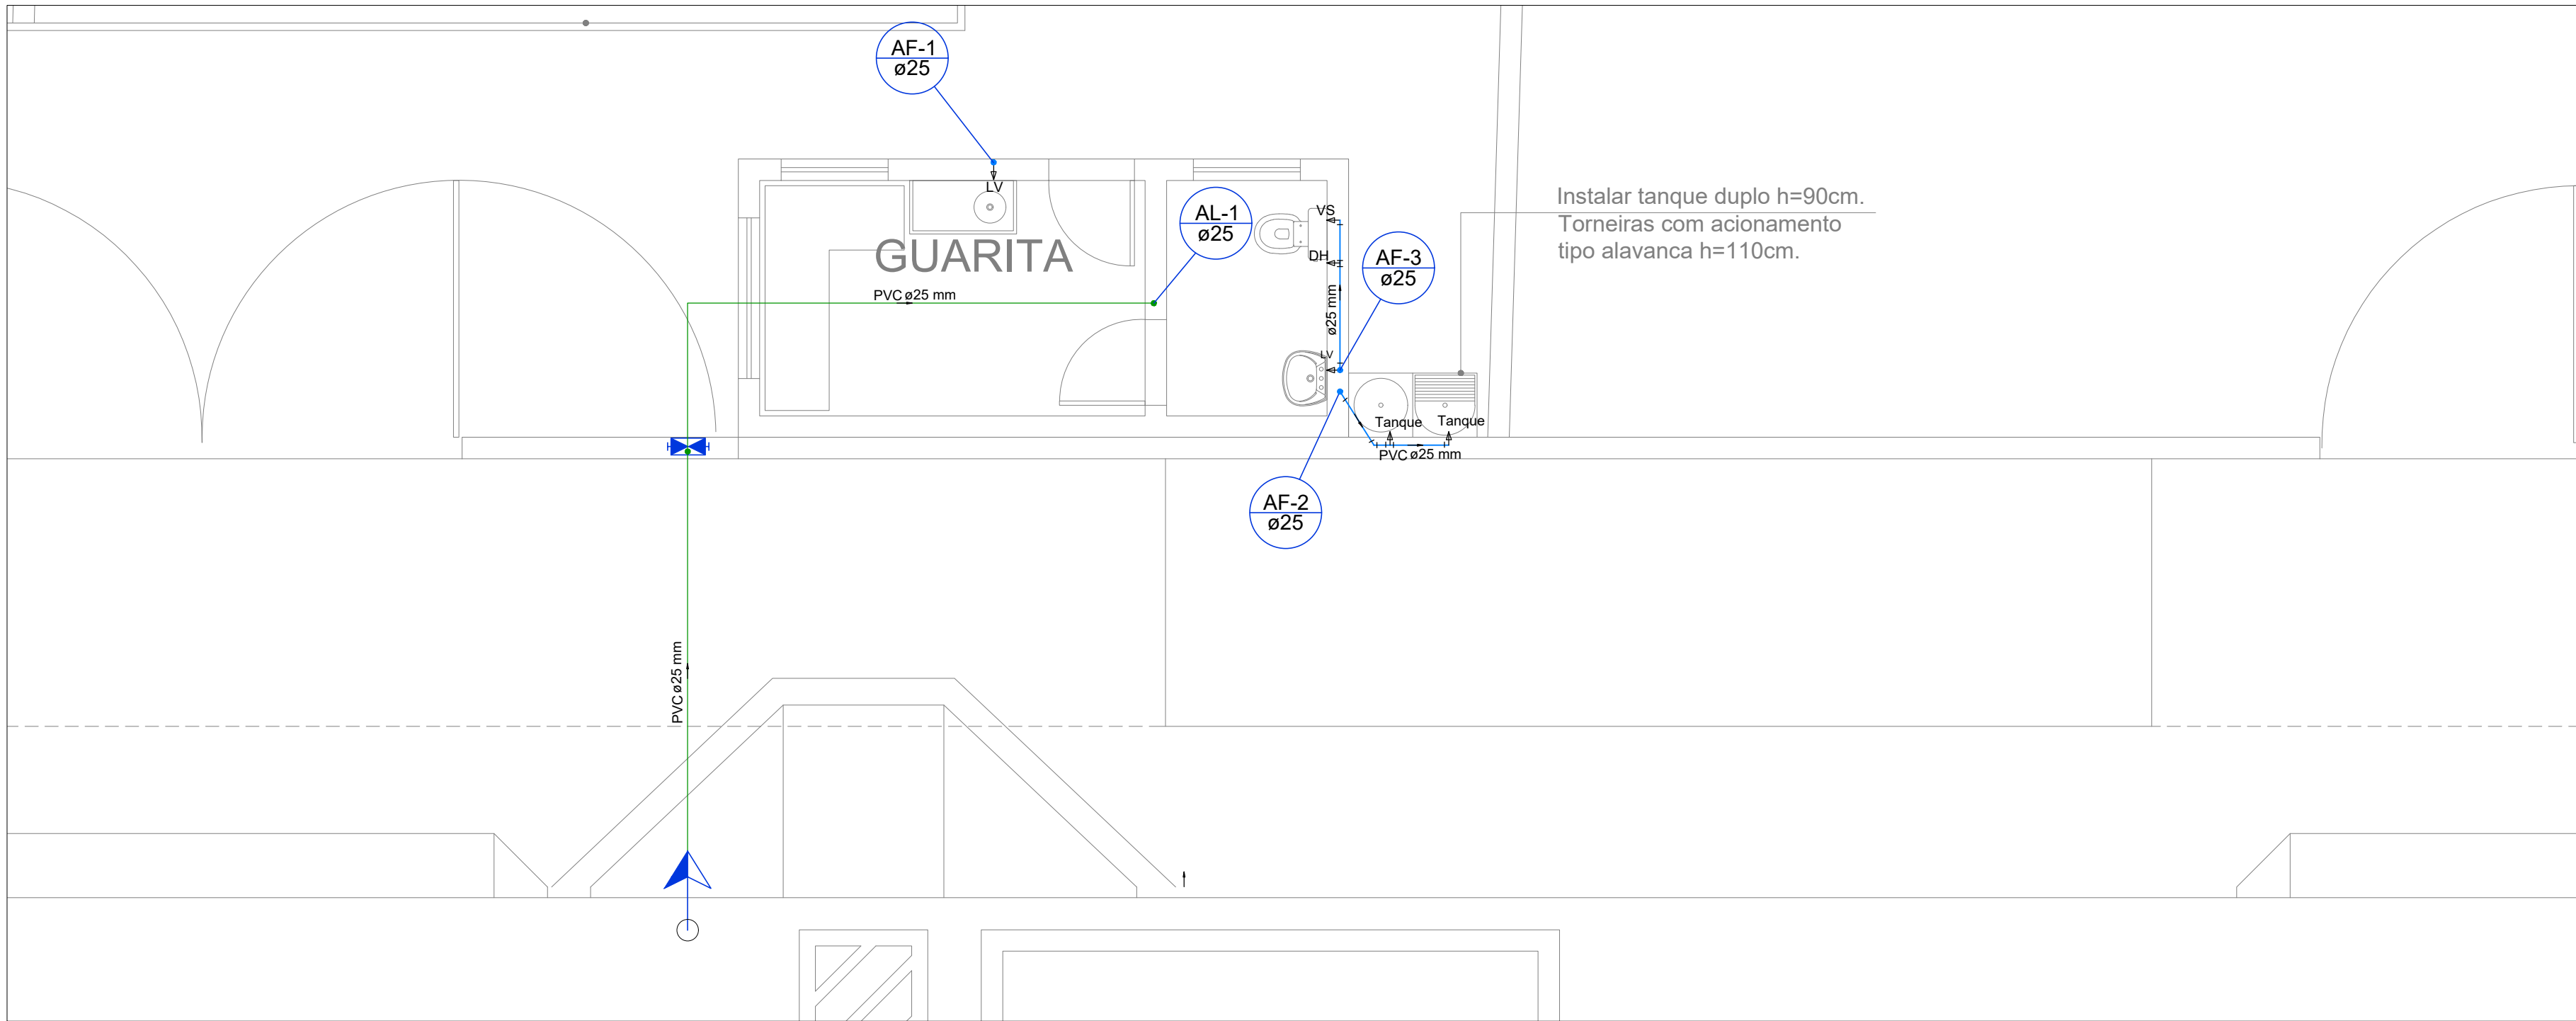 AF-1
ø25
LV
Instalar tanque duplo h=90cm.
Torneiras com acionamento
tipo alavanca h=110cm.
AL-1
ø25
VS
GUARITA
DH
AF-3
ø25
PVC ø25 mm
ø25 mm
LV
Tanque
Tanque
PVC ø25 mm
AF-2
ø25
PVC ø25 mm